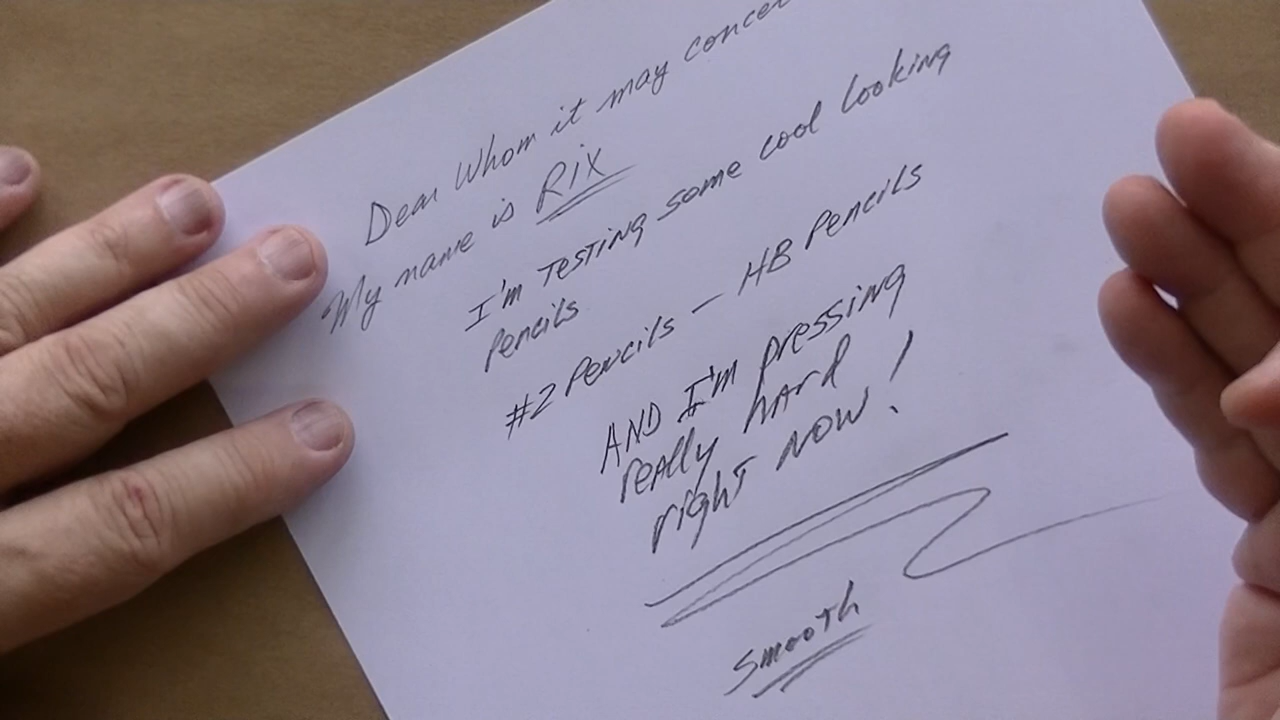 Dear Whom it may concer
My name is Rix
I'm Testing some cool looking
Pencils
#2 Pencils — HB Pencils
AND I'm pressing
really hard
right now!
Smooth